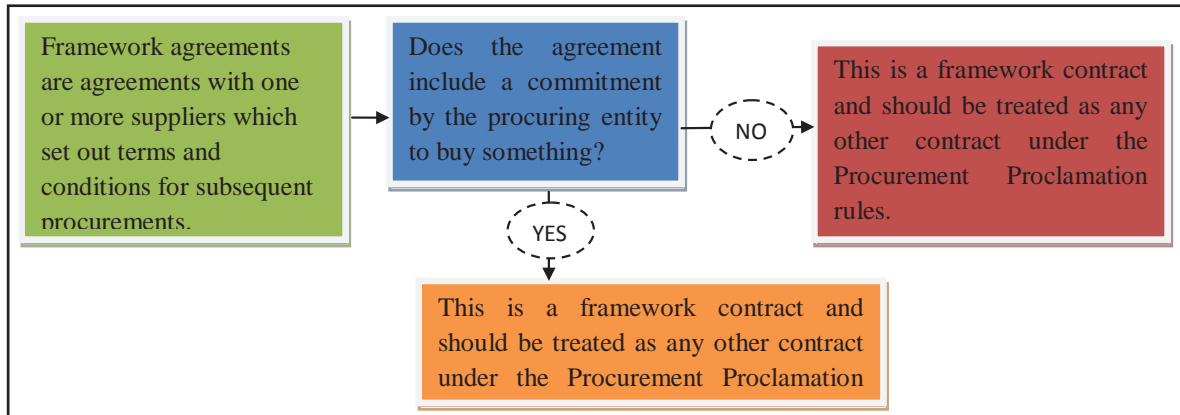 Framework agreements
are agreements with one
or more suppliers which
set out terms and
conditions for subsequent
procurements.
Does the agreement
include a commitment
by the procuring entity
to buy something?
NO
This is a framework contract
and should be treated as any
other contract under the
Procurement Proclamation
rules.
YES
This is a framework contract and
should be treated as any other contract
under the Procurement Proclamation